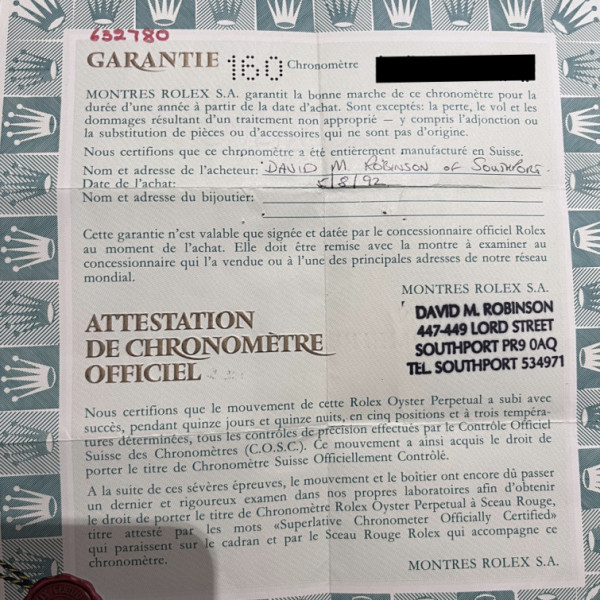 632780
GARANTIE 160 Chronomètre
MONTRES ROLEX S.A. garantit la bonne marche de ce chronomètre pour la
durée d'une année à partir de la date d'achat. Sont exceptés: la perte, le vol et les
dommages résultant d'un traitement non approprié – y compris l'adjonction ou
la substitution de pièces ou d'accessoires qui ne sont pas d'origine.
Nous certifions que ce chronomètre a été entièrement manufacturé en Suisse.
Nom et adresse de l'acheteur: DAVID M. ROBINSON OF SOUTHPORT.
Date de l'achat: 5/8/92
Nom et adresse du bijoutier:
Cette garantie n'est valable que signée et datée par le concessionnaire officiel Rolex
au moment de l'achat. Elle doit être remise avec la montre à examiner au
concessionnaire qui l'a vendue ou à l'une des principales adresses de notre réseau
mondial.
MONTRES ROLEX S.A.
DAVID M. ROBINSON
447-449 LORD STREET
SOUTHPORT PR9 0AQ
TEL. SOUTHPORT 534971
ATTESTATION
DE CHRONOMÈTRE
OFFICIEL
Nous certifions que le mouvement de cette Rolex Oyster Perpetual a subi avec
succès, pendant quinze jours et quinze nuits, en cinq positions et à trois tempéra-
tures déterminées, tous les contrôles de précision effectués par le Contrôle Officiel
Suisse des Chronomètres (C.O.S.C.). Ce mouvement a ainsi acquis le droit de
porter le titre de Chronomètre Suisse Officiellement Contrôlé.
A la suite de ces sévères épreuves, le mouvement et le boîtier ont encore dû passer
un dernier et rigoureux examen dans nos propres laboratoires afin d'obtenir
le droit de porter le titre de Chronomètre Rolex Oyster Perpetual à Sceau Rouge,
titre attesté par les mots «Superlative Chronometer Officially Certified»
qui paraissent sur le cadran et par le Sceau Rouge Rolex qui accompagne ce
chronomètre.
MONTRES ROLEX S.A.